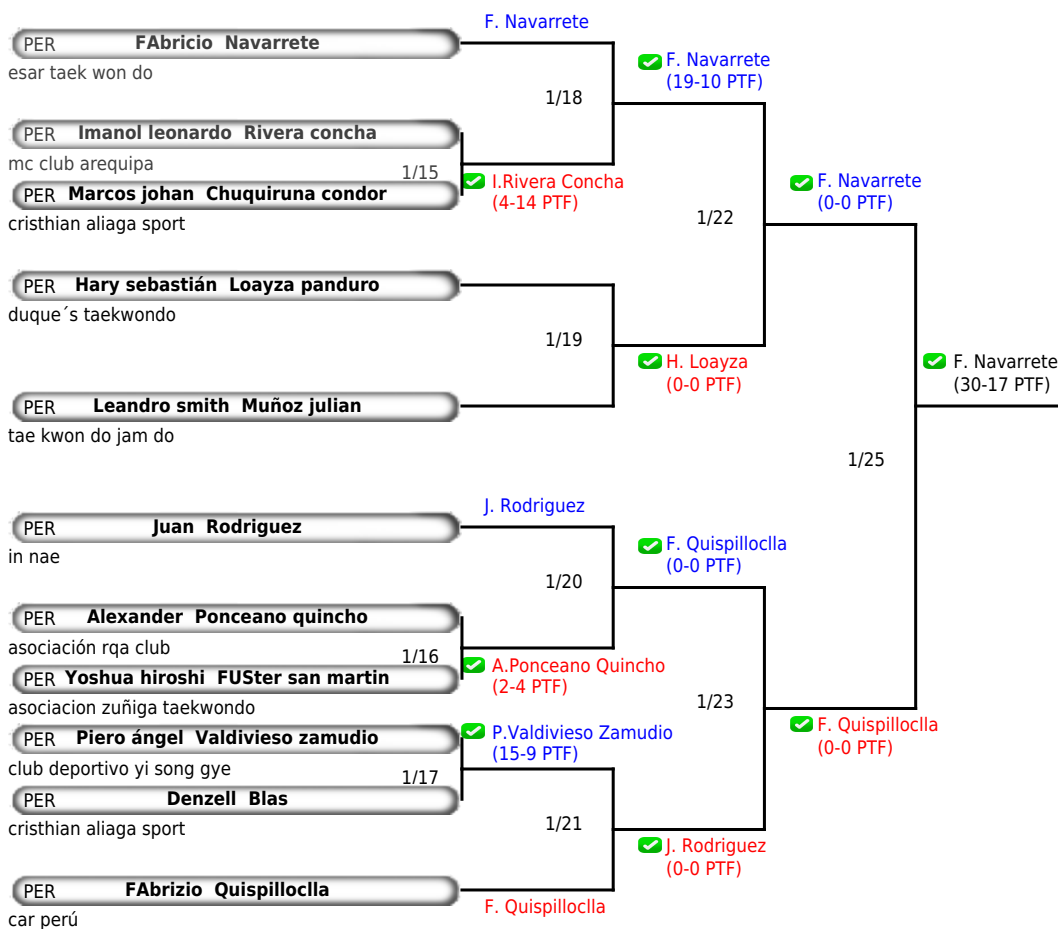 F. Navarrete
PER FAbricio Navarrete
esar taek won do
F. Navarrete
(19-10 PTF)
1/18
PER Imanol leonardo Rivera concha
mc club arequipa
1/15
PER Marcos johan Chuquiruna condor
cristhian aliaga sport
I.Rivera Concha
(4-14 PTF)
F. Navarrete
(0-0 PTF)
1/22
PER Hary sebastián Loayza panduro
duque´s taekwondo
1/19
H. Loayza
(0-0 PTF)
F. Navarrete
(30-17 PTF)
PER Leandro smith Muñoz julian
tae kwon do jam do
1/25
J. Rodriguez
PER Juan Rodriguez
in nae
F. Quispilloclla
(0-0 PTF)
1/20
PER Alexander Ponceano quincho
asociación rqa club
1/16
PER Yoshua hiroshi FUSter san martin
asociacion zuñiga taekwondo
A.Ponceano Quincho
(2-4 PTF)
1/23
F. Quispilloclla
(0-0 PTF)
PER Piero ángel Valdivieso zamudio
club deportivo yi song gye
P.Valdivieso Zamudio
(15-9 PTF)
1/17
PER Denzell Blas
cristhian aliaga sport
1/21
J. Rodriguez
(0-0 PTF)
PER FAbrizio Quispilloclla
car perú
F. Quispilloclla